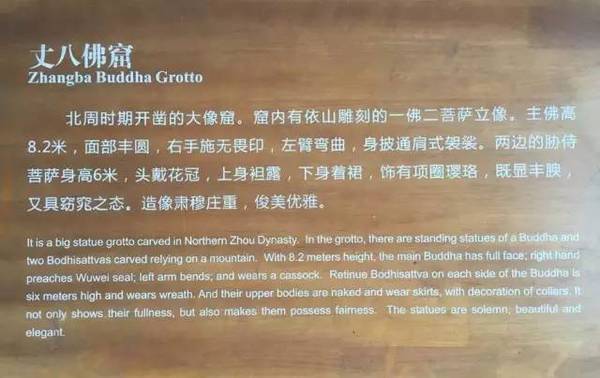 丈八佛窟
Zhangba Buddha Grotto
北周时期开凿的大像窟。窟内有依山雕刻的一佛二菩萨立像。主佛高
8.2米，面部丰圆，右手施无畏印，左臂弯曲，身披通肩式袈裟。两边的胁侍
菩萨身高6米，头戴花冠，上身袒露，下身着裙，饰有项圈璎珞，既显丰腴，
又具窈窕之态。造像肃穆庄重，俊美优雅。
It is a big statue grotto carved in Northern Zhou Dynasty. In the grotto, there are standing statues of a Buddha and
two Bodhisattvas carved relying on a mountain. With 8.2 meters height, the main Buddha has full face; right hand
preaches Wuwei seal; left arm bends; and wears a cassock. Retinue Bodhisattva on each side of the Buddha is
six meters high and wears wreath. And their upper bodies are naked and wear skirts, with decoration of collars. It
not only shows their fullness, but also makes them possess fairness. The statues are solemn, beautiful and
elegant.